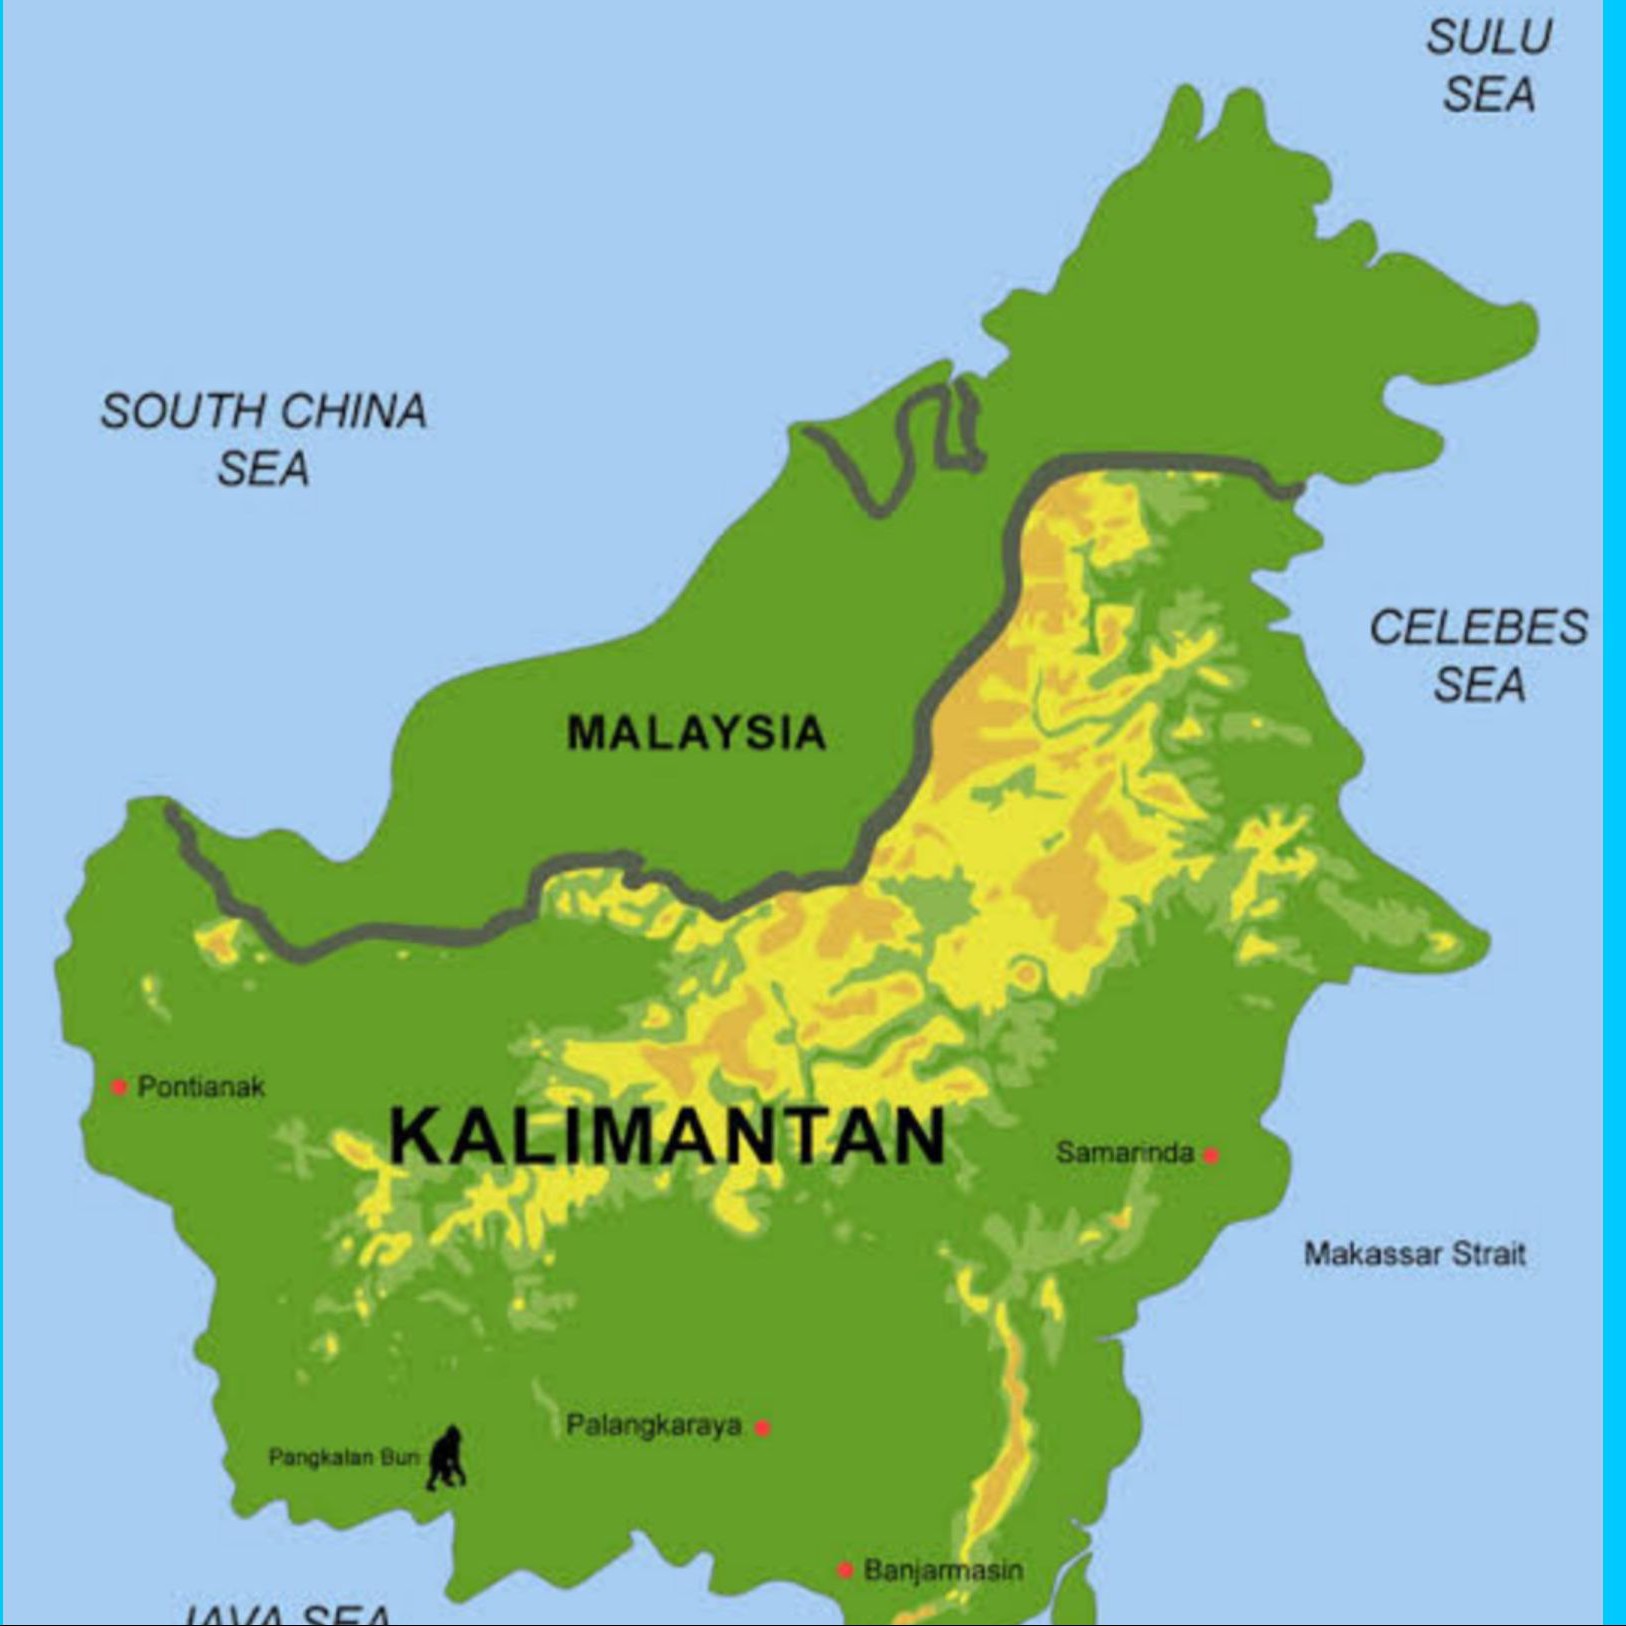 SULU
SEA
SOUTH CHINA
SEA
CELEBES
SEA
MALAYSIA
Pontianak
KALIMANTAN
Samarinda
Makassar Strait
Palangkaraya
Pangkalan Bun
Banjarmasin
JAVA SEA